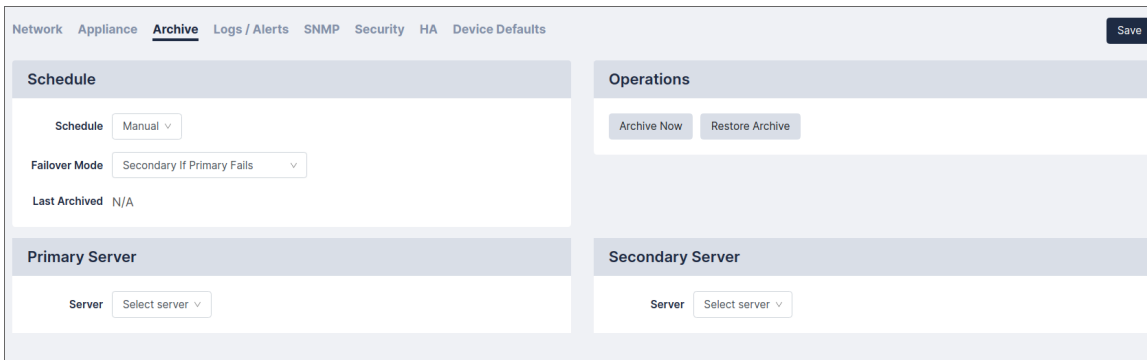 Network Appliance Archive Logs / Alerts SNMP Security HA Device Defaults Save
Schedule
Schedule Manual
Failover Mode Secondary If Primary Fails
Last Archived N/A
Operations
Archive Now Restore Archive
Primary Server
Server Select server
Secondary Server
Server Select server